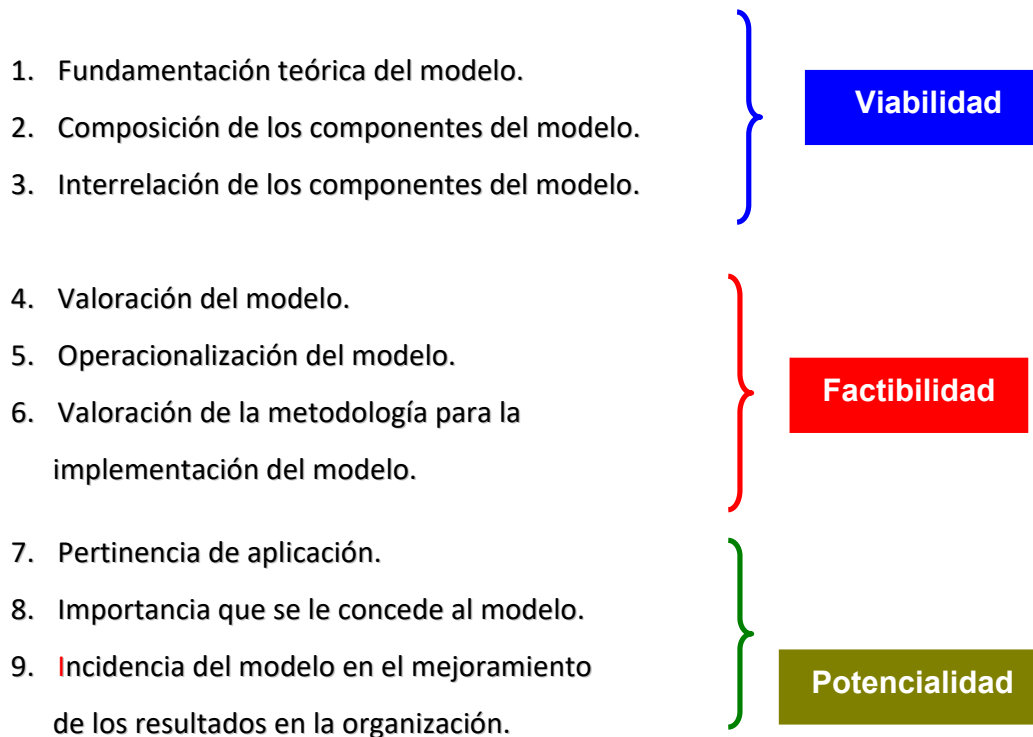 1. Fundamentación teórica del modelo.
2. Composición de los componentes del modelo.
3. Interrelación de los componentes del modelo.
Viabilidad
4. Valoración del modelo.
5. Operacionalización del modelo.
6. Valoración de la metodología para la
implementación del modelo.
Factibilidad
7. Pertinencia de aplicación.
8. Importancia que se le concede al modelo.
9. Incidencia del modelo en el mejoramiento
de los resultados en la organización.
Potencialidad